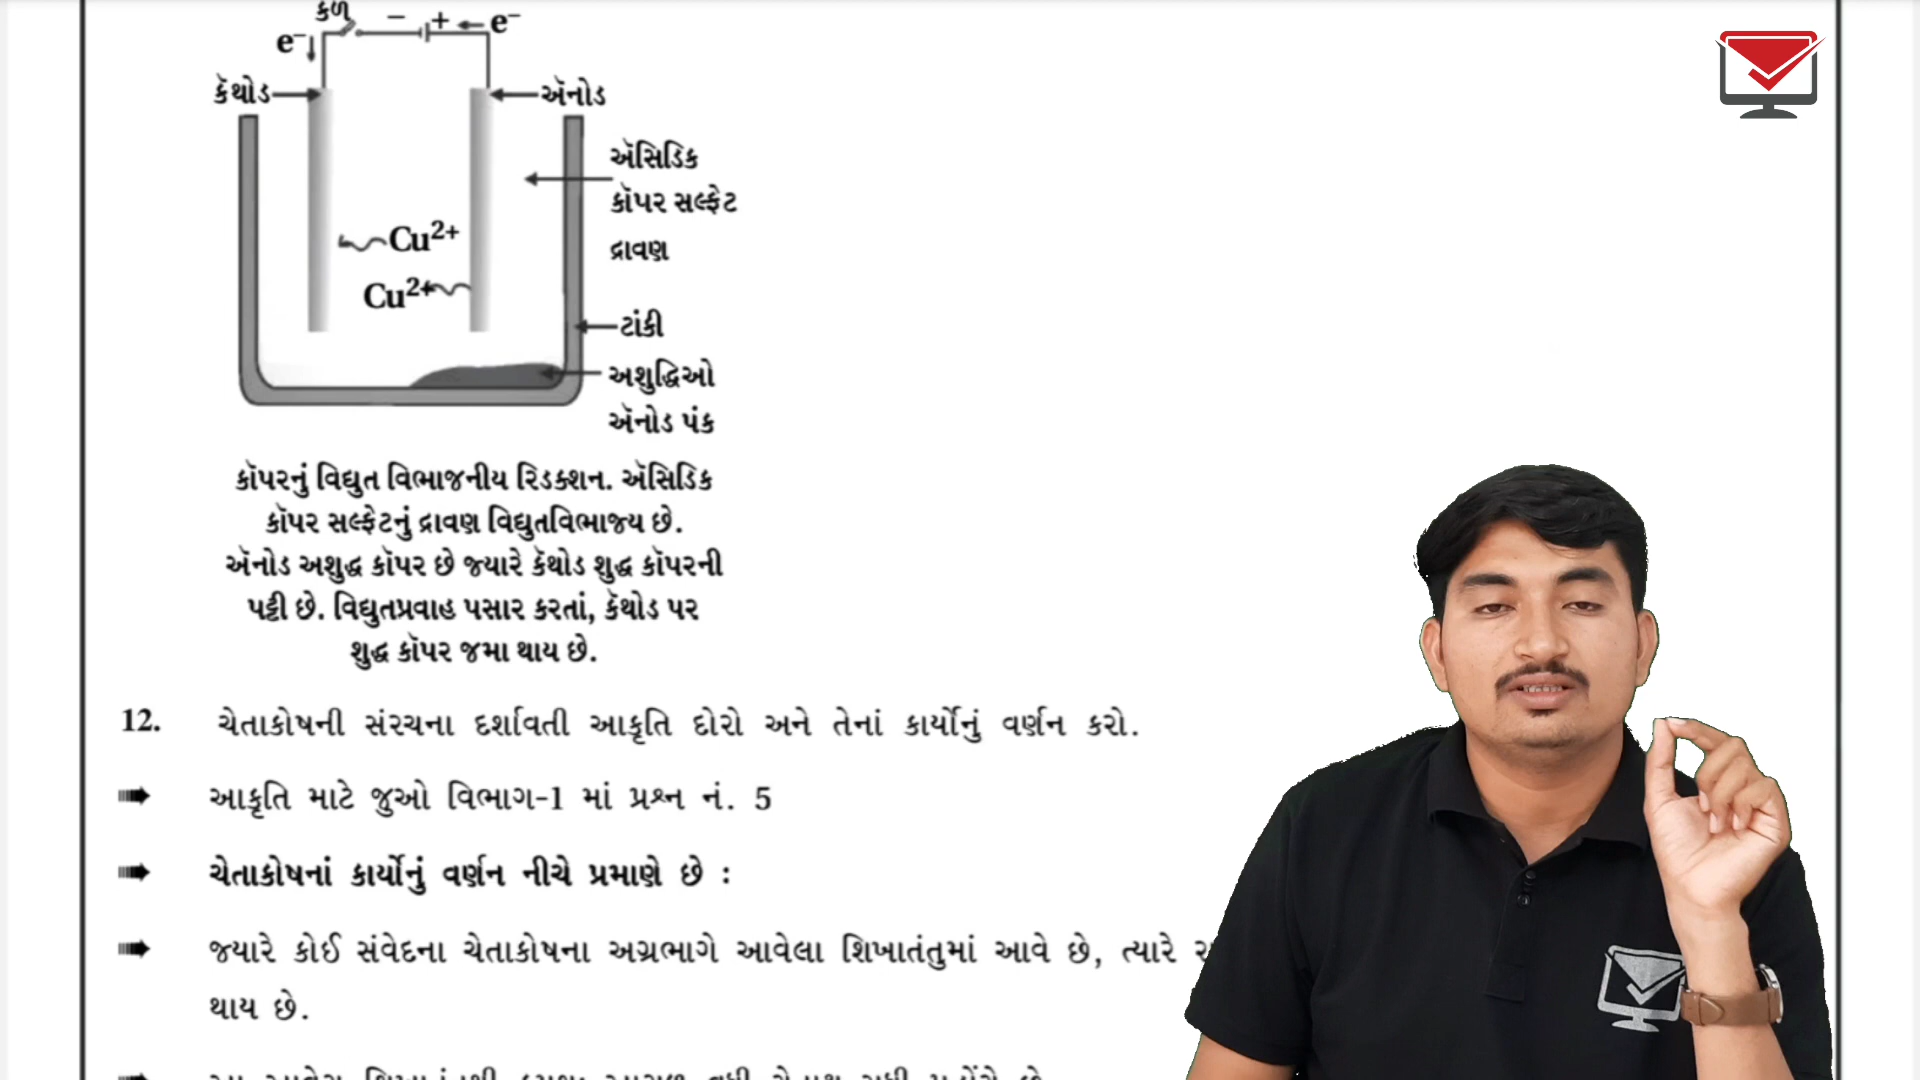 કળ
− + e−
e−
કૅથોડ
ઍનોડ
ઍસિડિક
કૉપર સલ્ફેટ
દ્રાવણ
Cu2+
Cu2+
ટાંકી
અશુદ્ધિઓ
ઍનોડ પંક
કૉપરનું વિદ્યુત વિભાજનીય રિડક્શન. ઍસિડિક
કૉપર સલ્ફેટનું દ્રાવણ વિદ્યુતવિભાજ્ય છે.
ઍનોડ અશુદ્ધ કૉપર છે જ્યારે કૅથોડ શુદ્ધ કૉપરની
પટ્ટી છે. વિદ્યુતપ્રવાહ પસાર કરતાં, કૅથોડ પર
શુદ્ધ કૉપર જમા થાય છે.
12. ચેતાકોષની સંરચના દર્શાવતી આકૃતિ દોરો અને તેનાં કાર્યોનું વર્ણન કરો.
આકૃતિ માટે જુઓ વિભાગ-1 માં પ્રશ્ન નં. 5
ચેતાકોષનાં કાર્યોનું વર્ણન નીચે પ્રમાણે છે :
જ્યારે કોઈ સંવેદના ચેતાકોષના અગ્રભાગે આવેલા શિખાતંતુમાં આવે છે, ત્યારે
થાય છે.